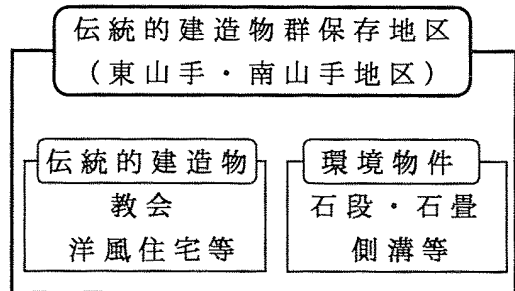 伝統的建造物群保存地区
(東山手・南山手地区)
伝統的建造物
教会
洋風住宅等
環境物件
石段・石畳
側溝等